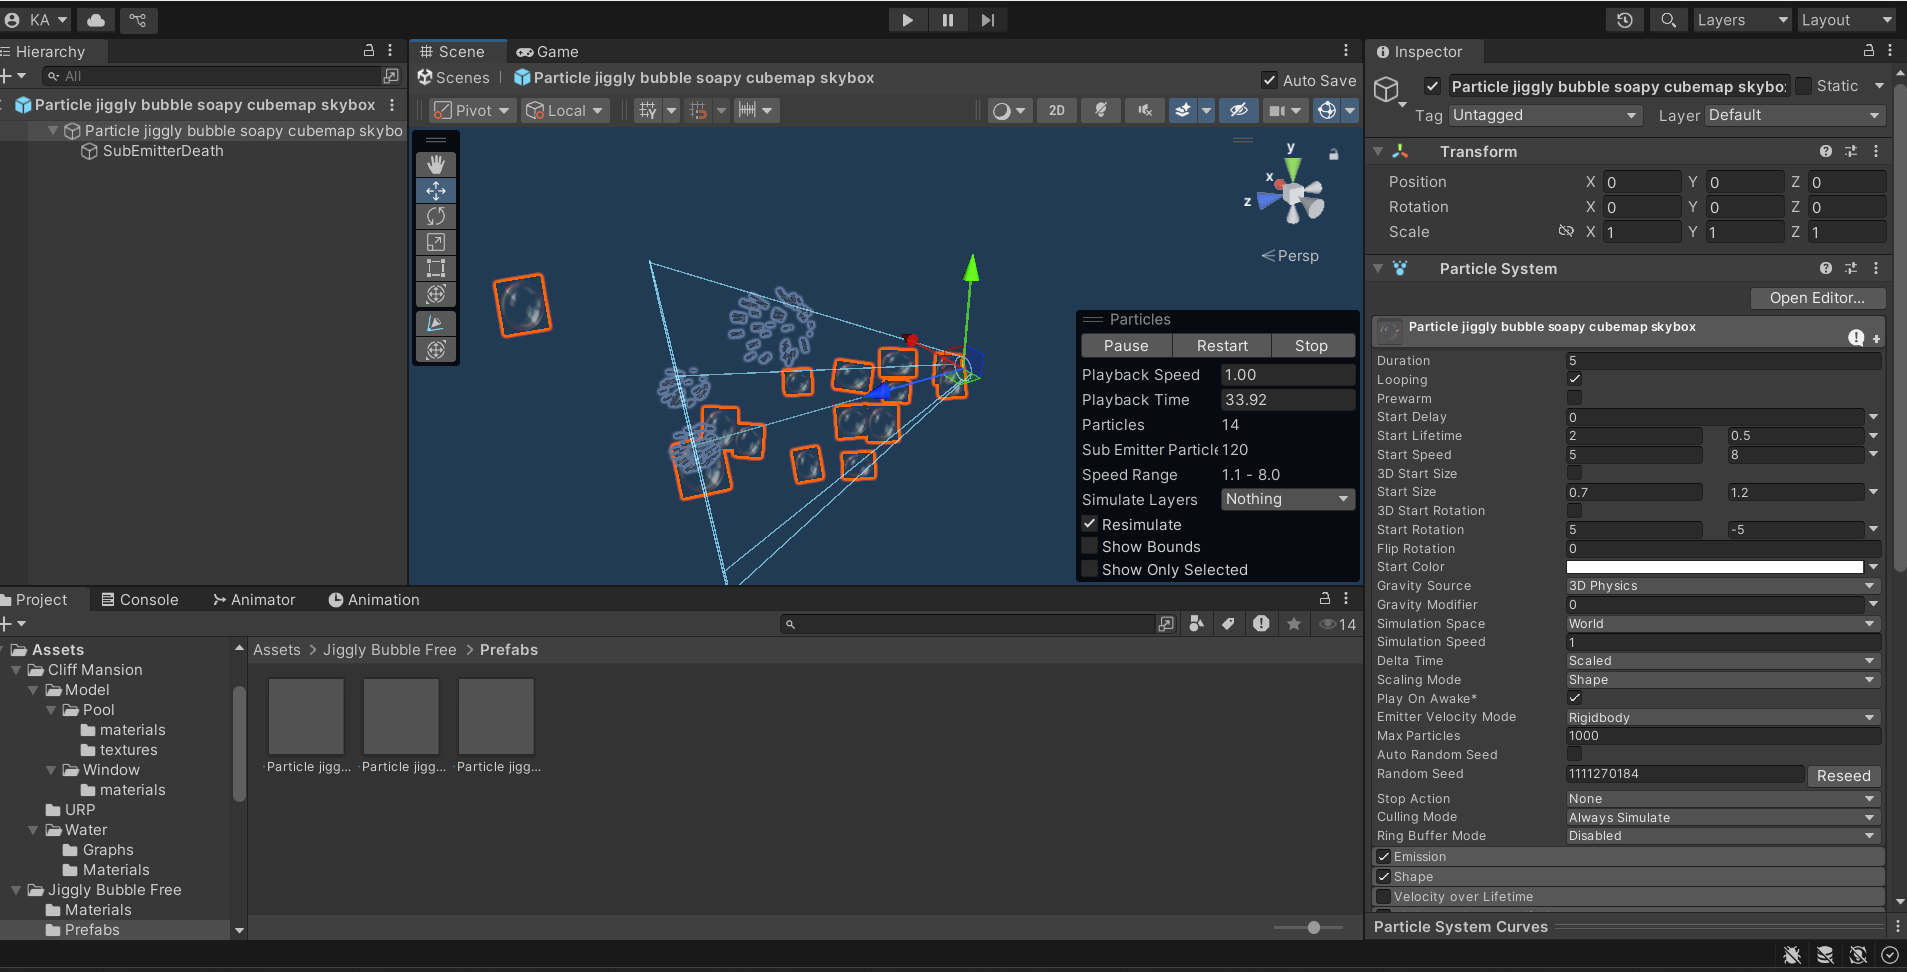 KA
Layers
Layout
Hierarchy
Scene
Game
Inspector
All
Scenes
Particle jiggly bubble soapy cubemap skybox
Auto Save
Particle jiggly bubble soapy cubemap skybo
Static
Particle jiggly bubble soapy cubemap skybox
Pivot
Local
2D
Tag
Untagged
Layer
Default
Particle jiggly bubble soapy cubemap skybo
SubEmitterDeath
y
x
z
Persp
Transform
Position X 0 Y 0 Z 0
Rotation X 0 Y 0 Z 0
Scale X 1 Y 1 Z 1
Particle System
Open Editor...
Particles
Pause Restart Stop
Playback Speed 1.00
Playback Time 33.92
Particles 14
Sub Emitter Particle 120
Speed Range 1.1 - 8.0
Simulate Layers Nothing
Resimulate
Show Bounds
Show Only Selected
Particle jiggly bubble soapy cubemap skybox
Duration 5
Looping
Prewarm
Start Delay 0
Start Lifetime 2 0.5
Start Speed 5 8
3D Start Size
Start Size 0.7 1.2
3D Start Rotation
Start Rotation 5 -5
Flip Rotation 0
Start Color
Gravity Source 3D Physics
Gravity Modifier 0
Simulation Space World
Simulation Speed 1
Delta Time Scaled
Scaling Mode Shape
Play On Awake*
Emitter Velocity Mode Rigidbody
Max Particles 1000
Auto Random Seed
Random Seed 1111270184 Reseed
Stop Action None
Culling Mode Always Simulate
Ring Buffer Mode Disabled
Emission
Shape
Velocity over Lifetime
Particle System Curves
Project
Console
Animator
Animation
14
Assets
Cliff Mansion
Model
Pool
materials
textures
Window
materials
URP
Water
Graphs
Materials
Jiggly Bubble Free
Materials
Prefabs
Assets > Jiggly Bubble Free > Prefabs
Particle jigg...
Particle jigg...
Particle jigg...